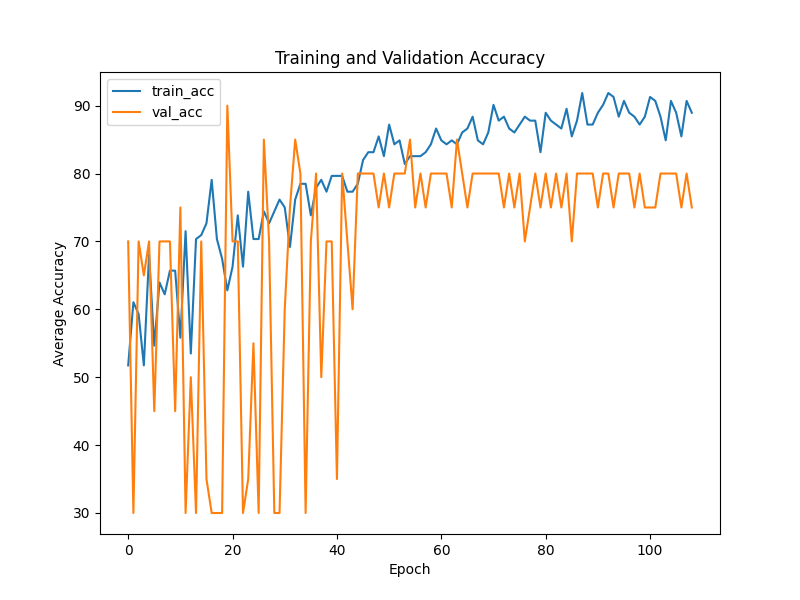 Training and Validation Accuracy
train_acc
val_acc
90
80
70
60
50
40
30
Average Accuracy
0 20 40 60 80 100
Epoch